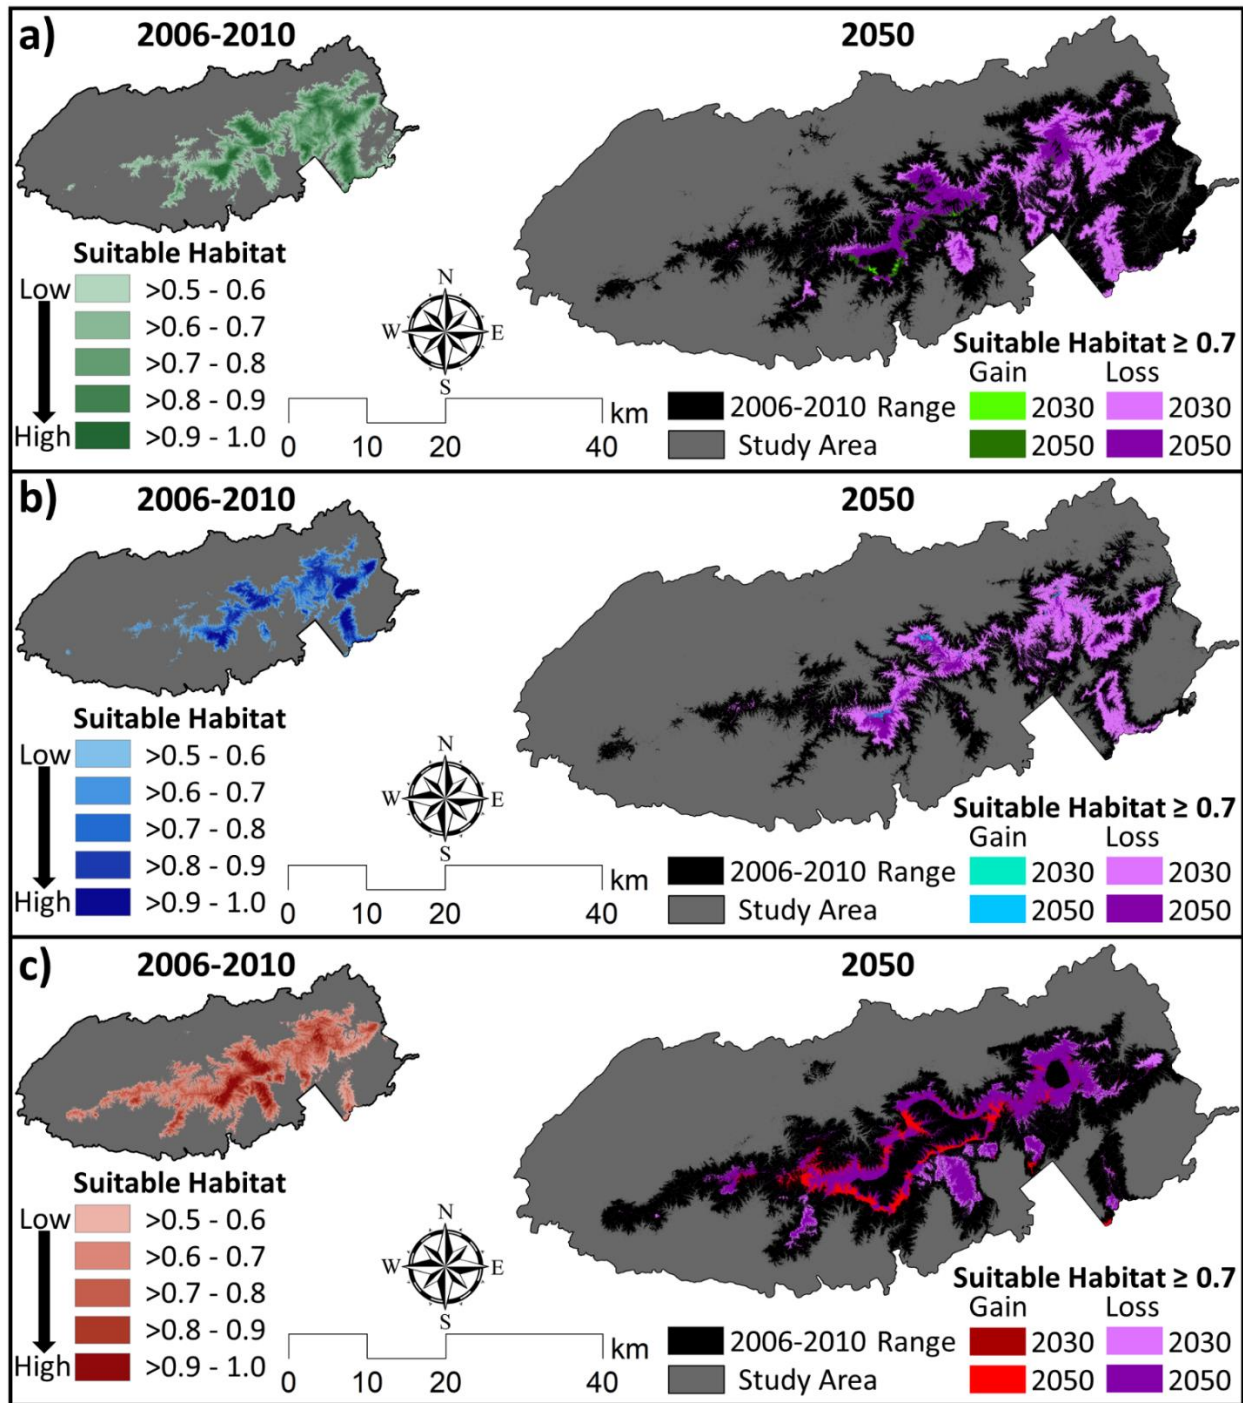 a) 2006-2010 2050
Suitable Habitat
Low >0.5 - 0.6
>0.6 - 0.7
>0.7 - 0.8
>0.8 - 0.9
High >0.9 - 1.0
N
W E
S
km
0 10 20 40
Suitable Habitat ≥ 0.7
Gain Loss
2006-2010 Range 2030 2030
Study Area 2050 2050
b) 2006-2010 2050
Suitable Habitat
Low >0.5 - 0.6
>0.6 - 0.7
>0.7 - 0.8
>0.8 - 0.9
High >0.9 - 1.0
N
W E
S
km
0 10 20 40
Suitable Habitat ≥ 0.7
Gain Loss
2006-2010 Range 2030 2030
Study Area 2050 2050
c) 2006-2010 2050
Suitable Habitat
Low >0.5 - 0.6
>0.6 - 0.7
>0.7 - 0.8
>0.8 - 0.9
High >0.9 - 1.0
N
W E
S
km
0 10 20 40
Suitable Habitat ≥ 0.7
Gain Loss
2006-2010 Range 2030 2030
Study Area 2050 2050